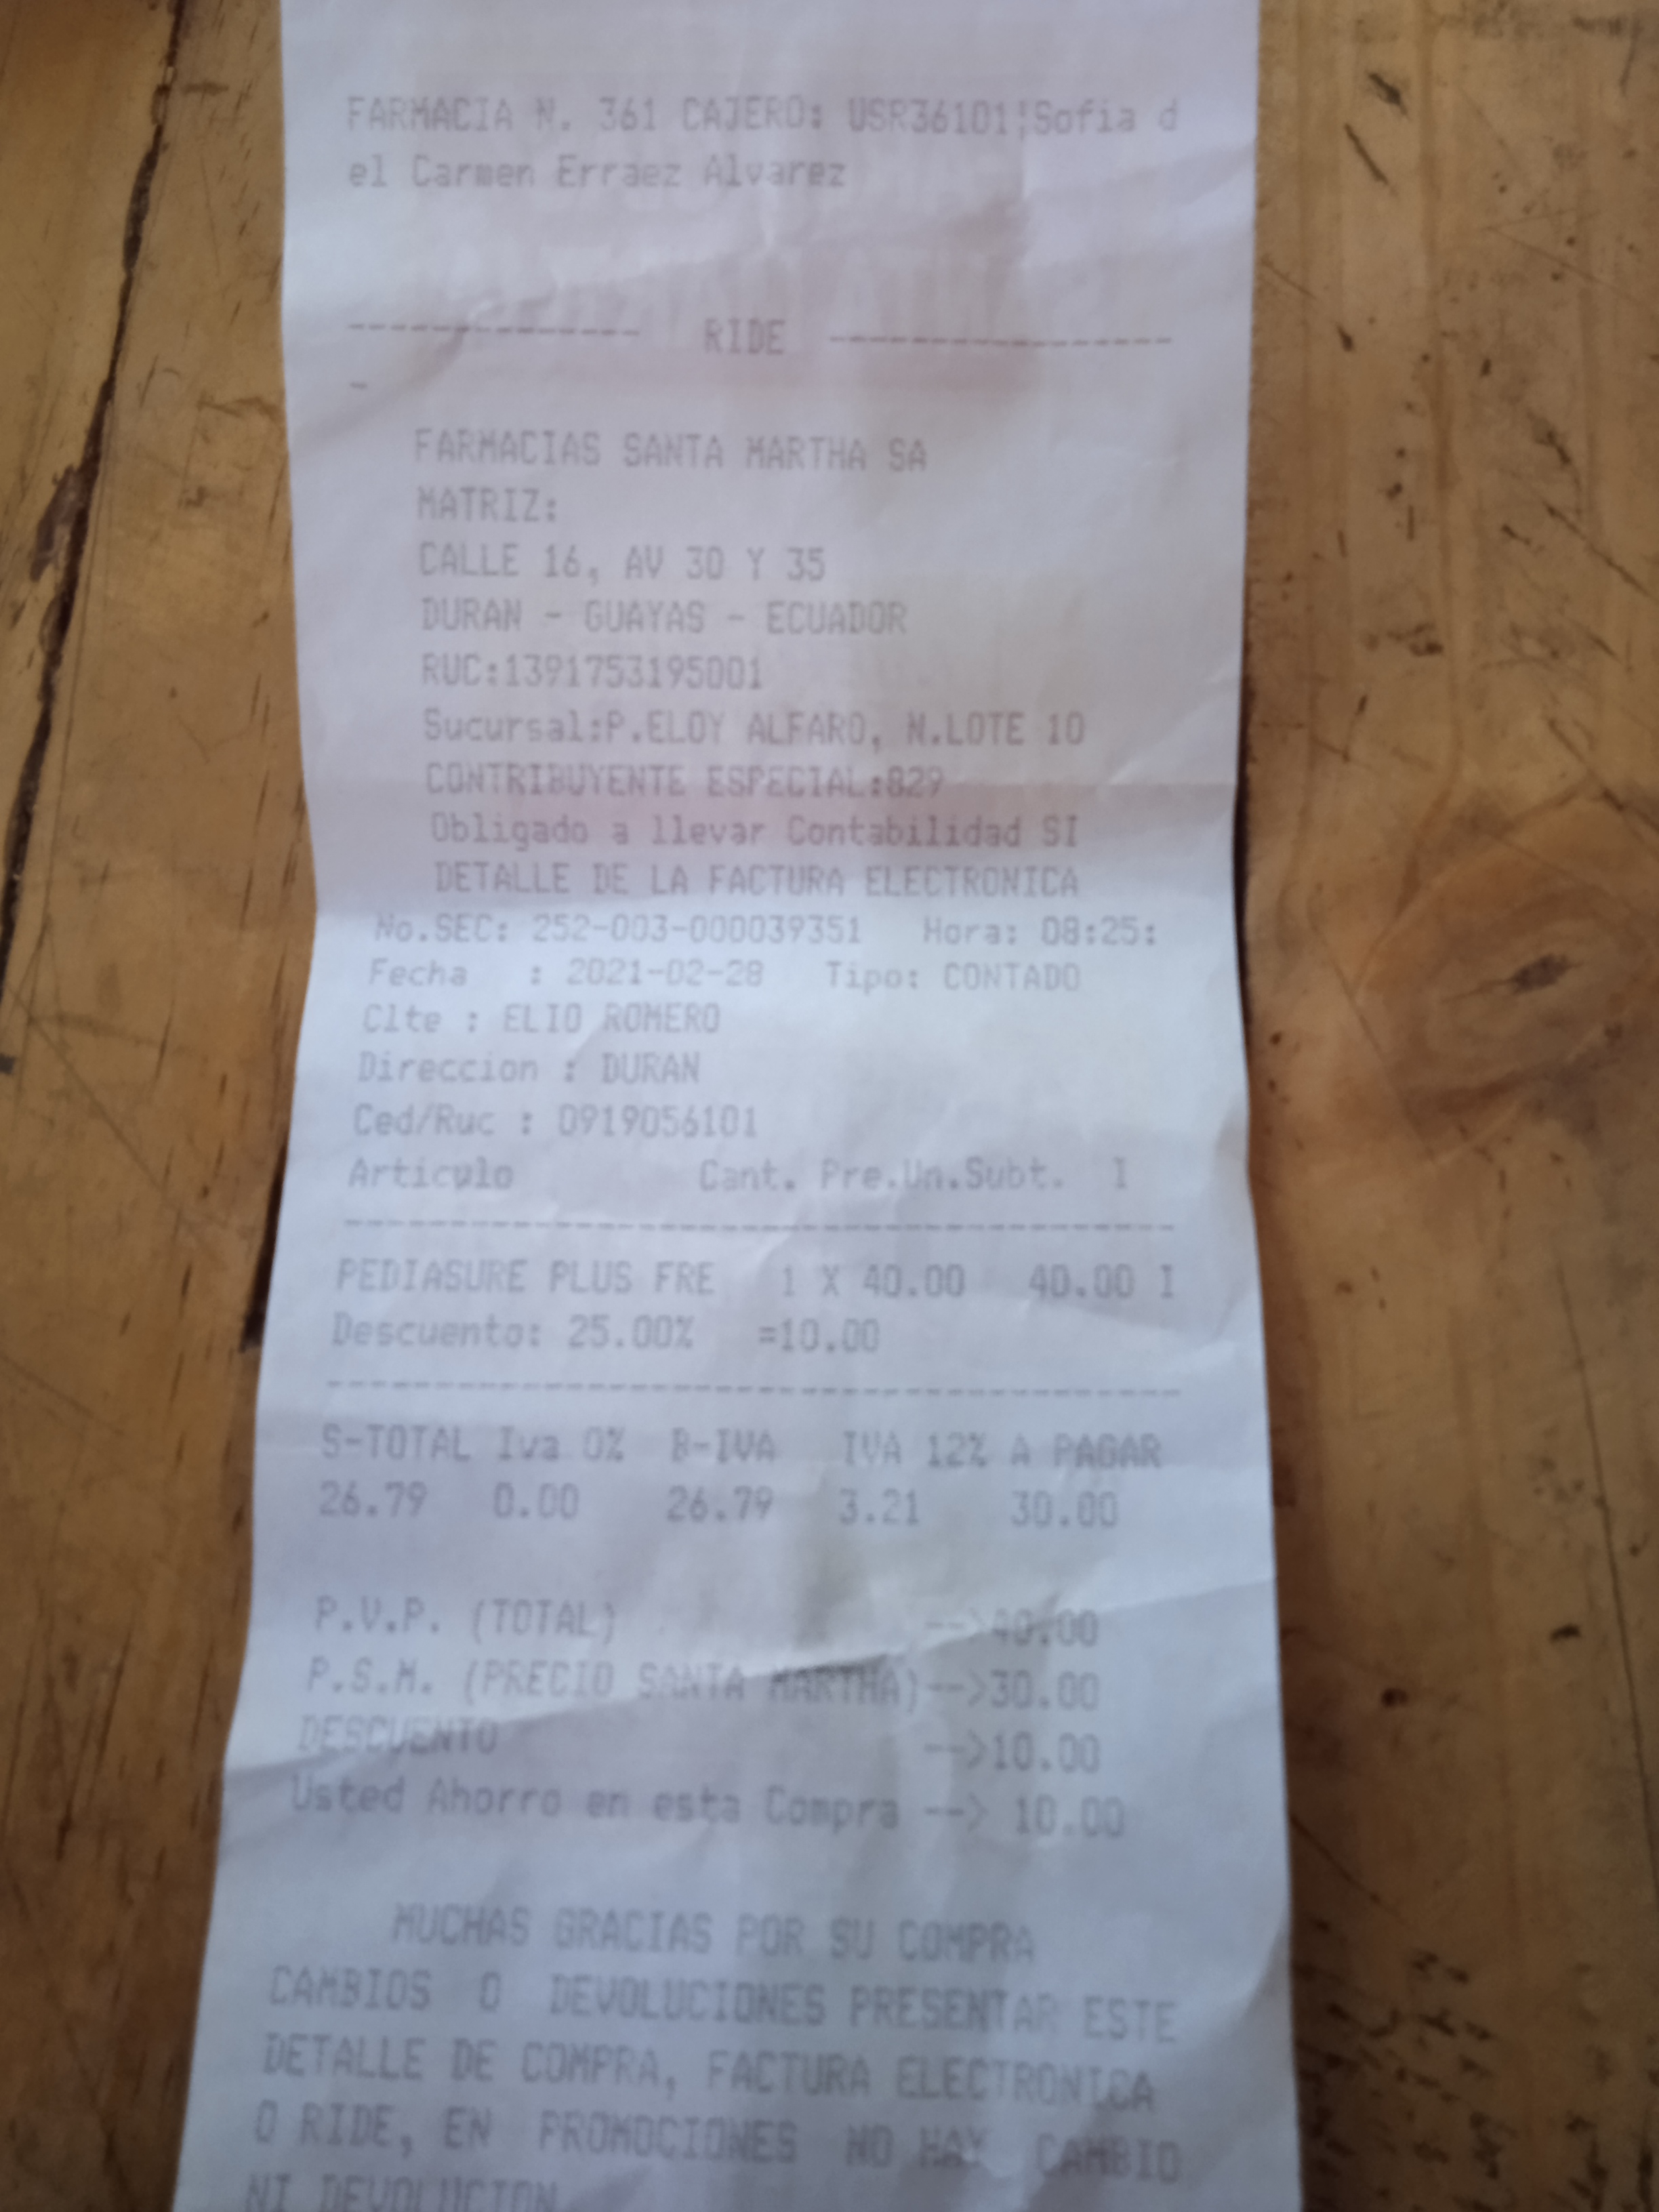 FARMACIA N. 361 CAJERO: USR36101¦Sofia d
el Carmen Erraez Alvarez
-------------- RIDE -----------------
-
FARMACIAS SANTA MARTHA SA
MATRIZ:
CALLE 16, AV 30 Y 35
DURAN - GUAYAS - ECUADOR
RUC:1391753195001
Sucursal:P.ELOY ALFARO, N.LOTE 10
CONTRIBUYENTE ESPECIAL:829
Obligado a llevar Contabilidad SI
DETALLE DE LA FACTURA ELECTRONICA
No.SEC: 252-003-000039351 Hora: 08:25:
Fecha : 2021-02-28 Tipo: CONTADO
Clte : ELIO ROMERO
Direccion : DURAN
Ced/Ruc : 0919056101
Articulo Cant. Pre.Un.Subt. I
----------------------------------------
PEDIASURE PLUS FRE 1 X 40.00 40.00 I
Descuento: 25.00% =10.00
----------------------------------------
S-TOTAL Iva 0% B-IVA IVA 12% A PAGAR
26.79 0.00 26.79 3.21 30.00
P.V.P. (TOTAL) -->40.00
P.S.M. (PRECIO SANTA MARTHA)-->30.00
DESCUENTO -->10.00
Usted Ahorro en esta Compra --> 10.00
MUCHAS GRACIAS POR SU COMPRA
CAMBIOS O DEVOLUCIONES PRESENTAR ESTE
DETALLE DE COMPRA, FACTURA ELECTRONICA
O RIDE, EN PROMOCIONES NO HAY CAMBIO
NI DEVOLUCION